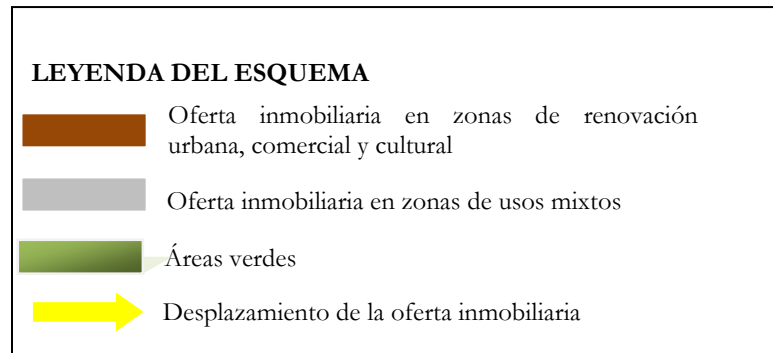 LEYENDA DEL ESQUEMA
Oferta inmobiliaria en zonas de renovación
urbana, comercial y cultural
Oferta inmobiliaria en zonas de usos mixtos
Áreas verdes
Desplazamiento de la oferta inmobiliaria